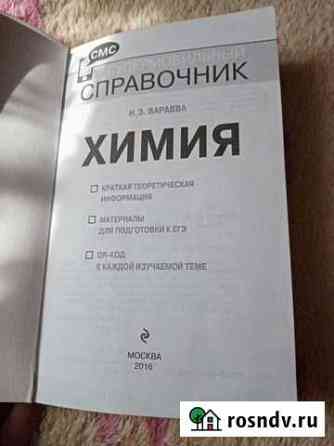 СМС
СУПЕРМОБИЛЬНЫЙ
СПРАВОЧНИК
Н.Э. ВАРАВВА
ХИМИЯ
КРАТКАЯ ТЕОРЕТИЧЕСКАЯ
ИНФОРМАЦИЯ
МАТЕРИАЛЫ
ДЛЯ ПОДГОТОВКИ К ЕГЭ
QR-КОД
К КАЖДОЙ ИЗУЧАЕМОЙ ТЕМЕ
МОСКВА
2016
rosndv.ru